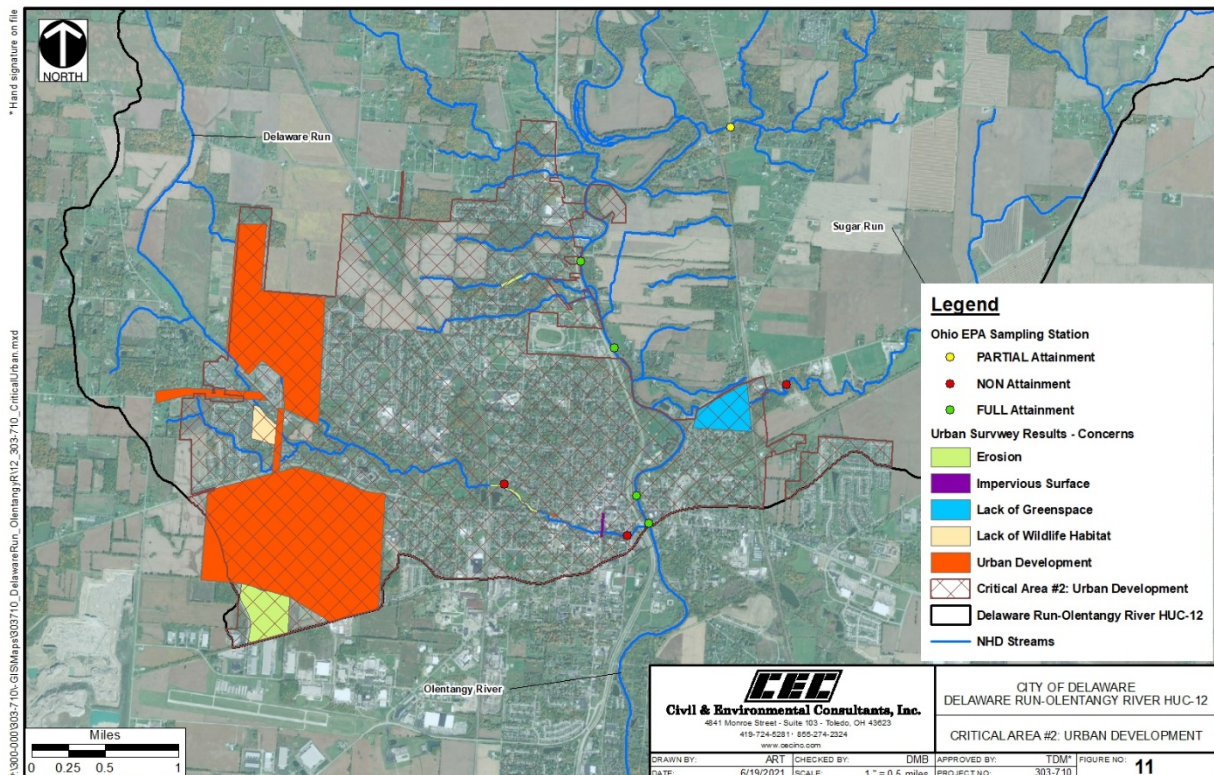 *Hand signature on file
NORTH
Delaware Run
Sugar Run
Olentangy River
Legend
Ohio EPA Sampling Station
PARTIAL Attainment
NON Attainment
FULL Attainment
Urban Survwey Results - Concerns
Erosion
Impervious Surface
Lack of Greenspace
Lack of Wildlife Habitat
Urban Development
Critical Area #2: Urban Development
Delaware Run-Olentangy River HUC-12
NHD Streams
Miles
0 0.25 0.5 1
CEC
Civil & Environmental Consultants, Inc.
4841 Monroe Street - Suite 103 - Toledo, OH 43623
419-724-5281 · 855-274-2324
www.cecinc.com
CITY OF DELAWARE
DELAWARE RUN-OLENTANGY RIVER HUC-12
CRITICAL AREA #2: URBAN DEVELOPMENT
DRAWN BY: ART CHECKED BY: DMB APPROVED BY: TDM* FIGURE NO: 11
DATE: 6/19/2021 SCALE: 1 " = 0.5 miles PROJECT NO: 303-710